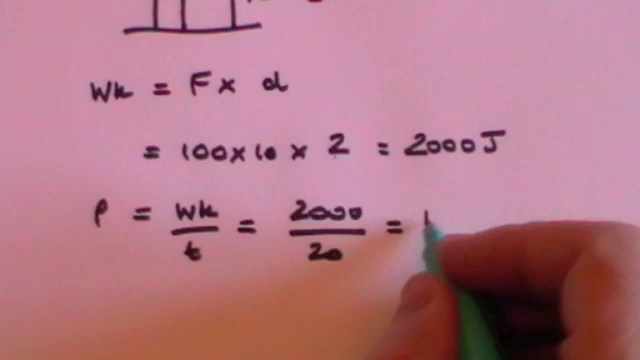 Wk = F x d
= 100 x 10 x 2 = 2000 J
P = Wk/t = 2000/20 = 1